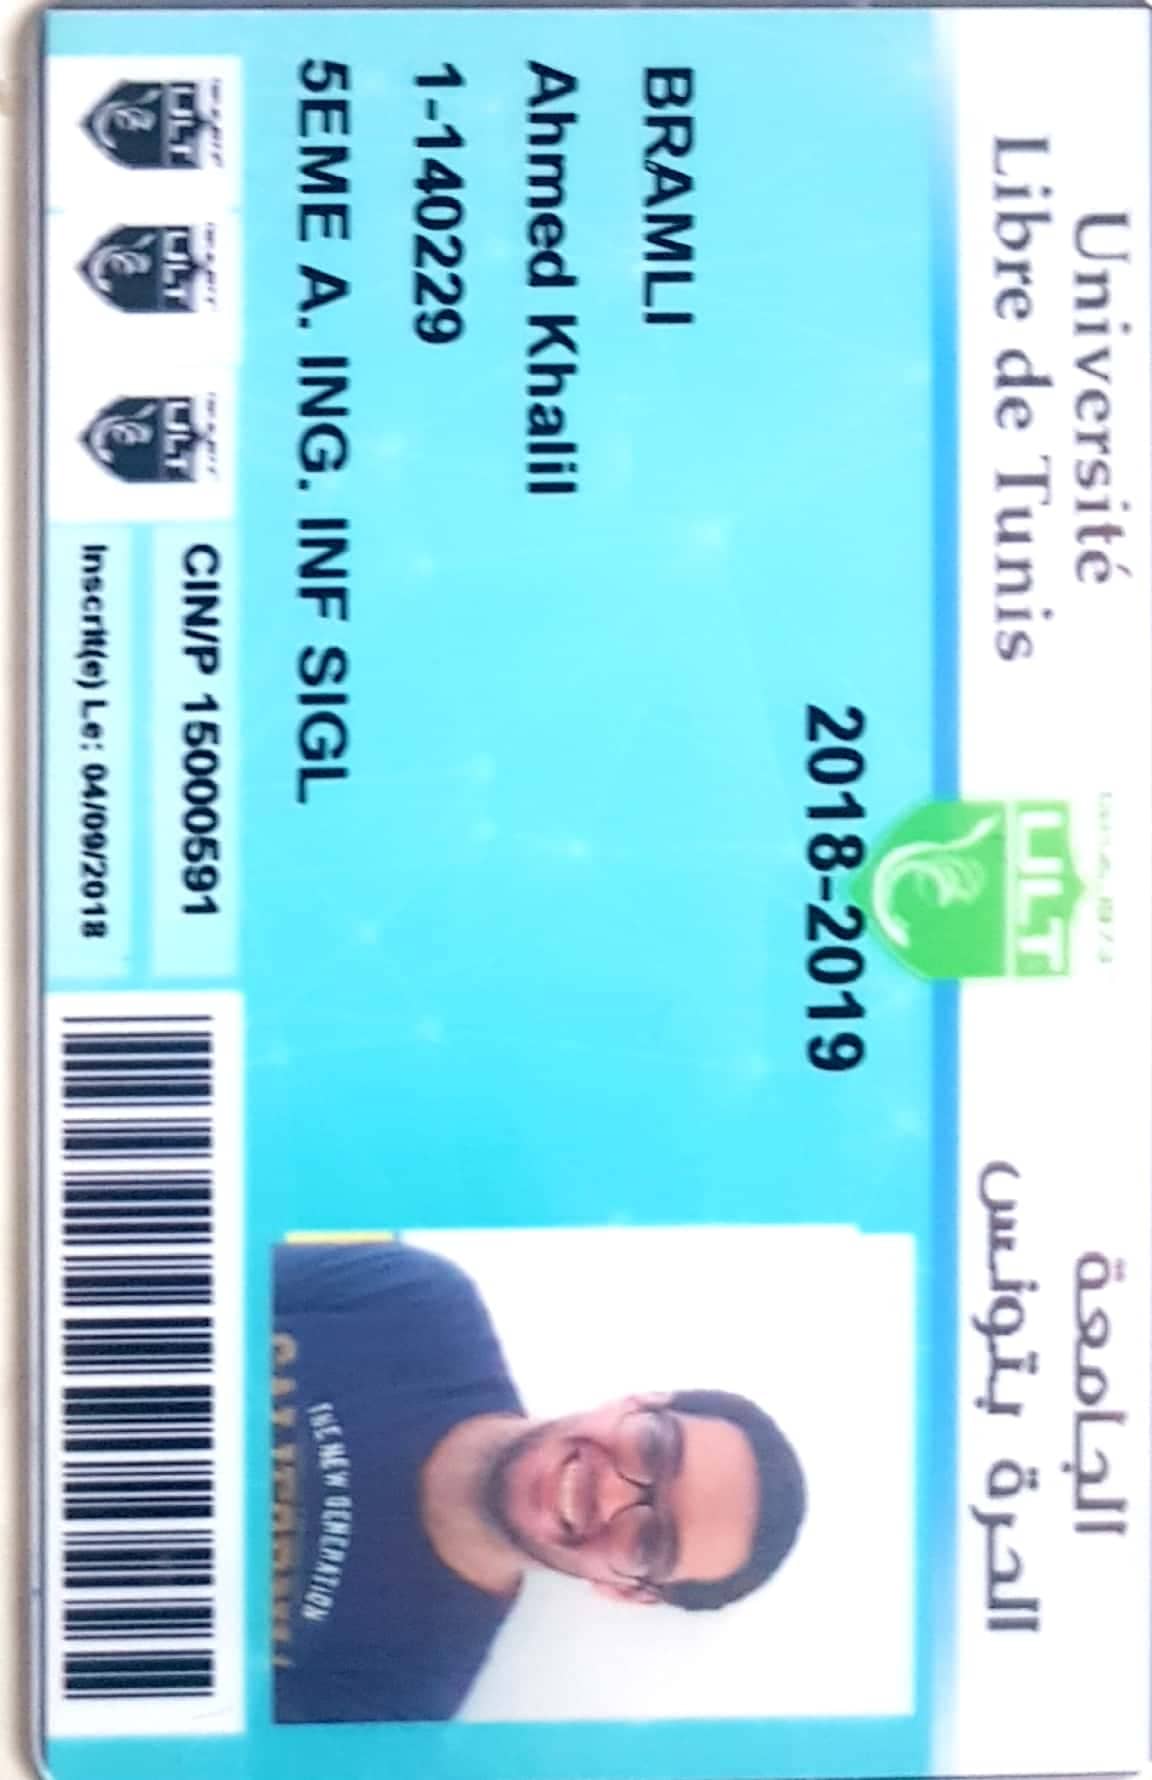 Université
Libre de Tunis
ULT
الجامعة
الحرة بتونس
2018-2019
BRAMLI
Ahmed Khalil
1-140229
5EME A. ING. INF SIGL
THE NEW GENERATION
ULT
ULT
ULT
CIN/P 15000591
Inscrit(e) Le: 04/09/2018